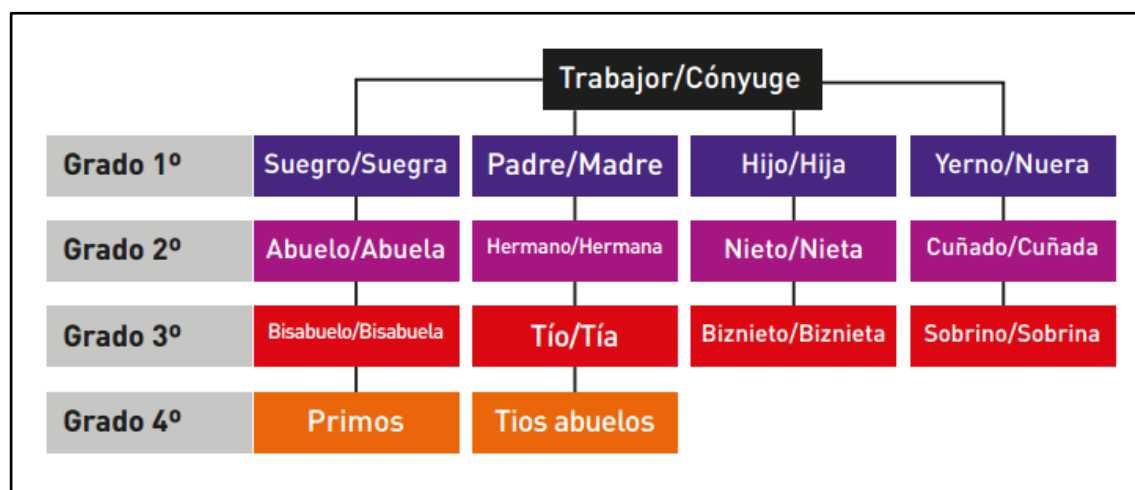 Trabajor/Cónyuge
Grado 1º Suegro/Suegra Padre/Madre Hijo/Hija Yerno/Nuera
Grado 2º Abuelo/Abuela Hermano/Hermana Nieto/Nieta Cuñado/Cuñada
Grado 3º Bisabuelo/Bisabuela Tío/Tía Biznieto/Biznieta Sobrino/Sobrina
Grado 4º Primos Tios abuelos